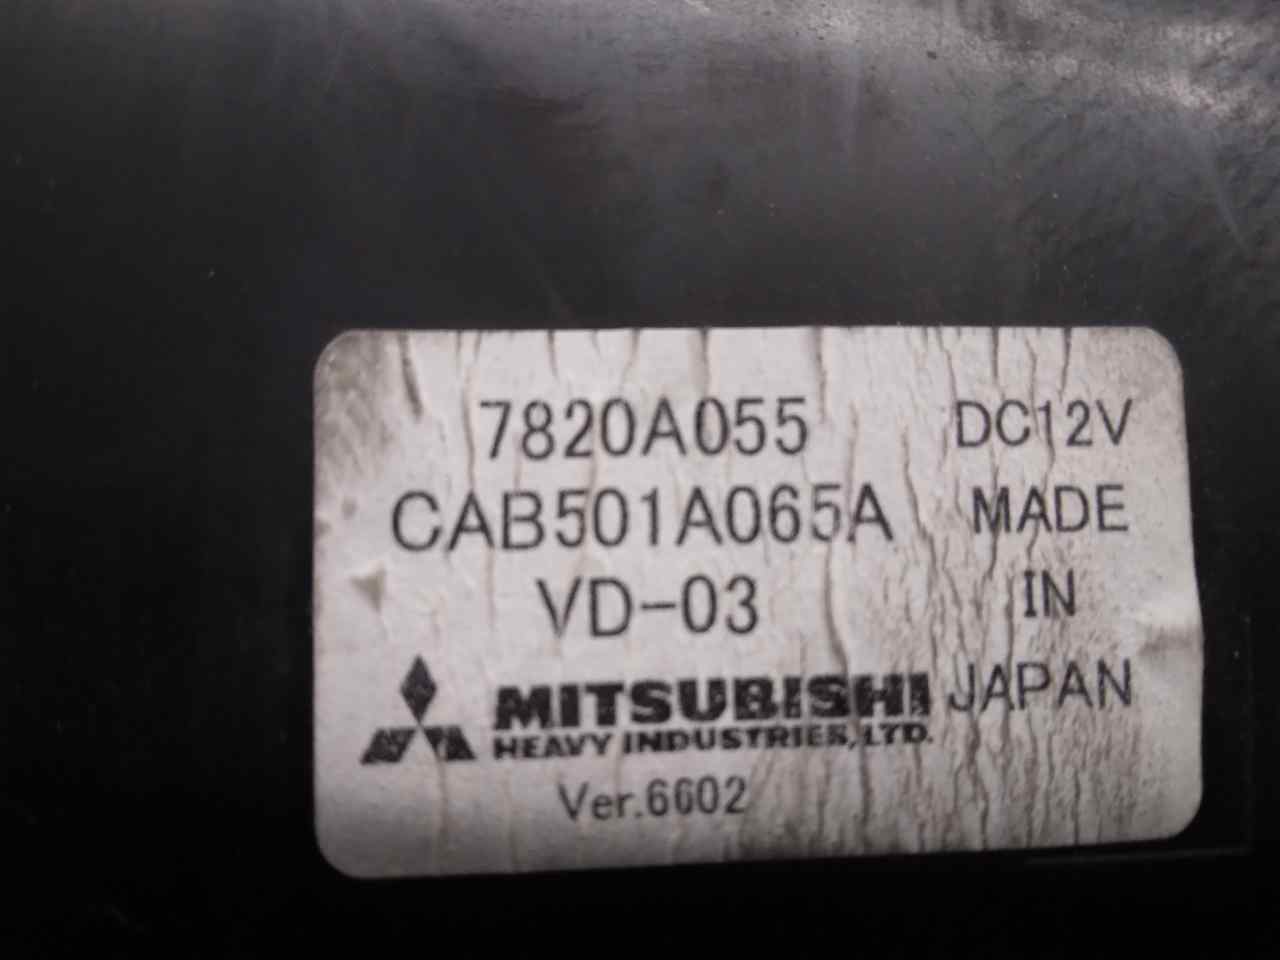 7820A055 DC12V
CAB501A065A MADE
VD-03 IN
MITSUBISHI JAPAN
HEAVY INDUSTRIES, LTD.
Ver.6602